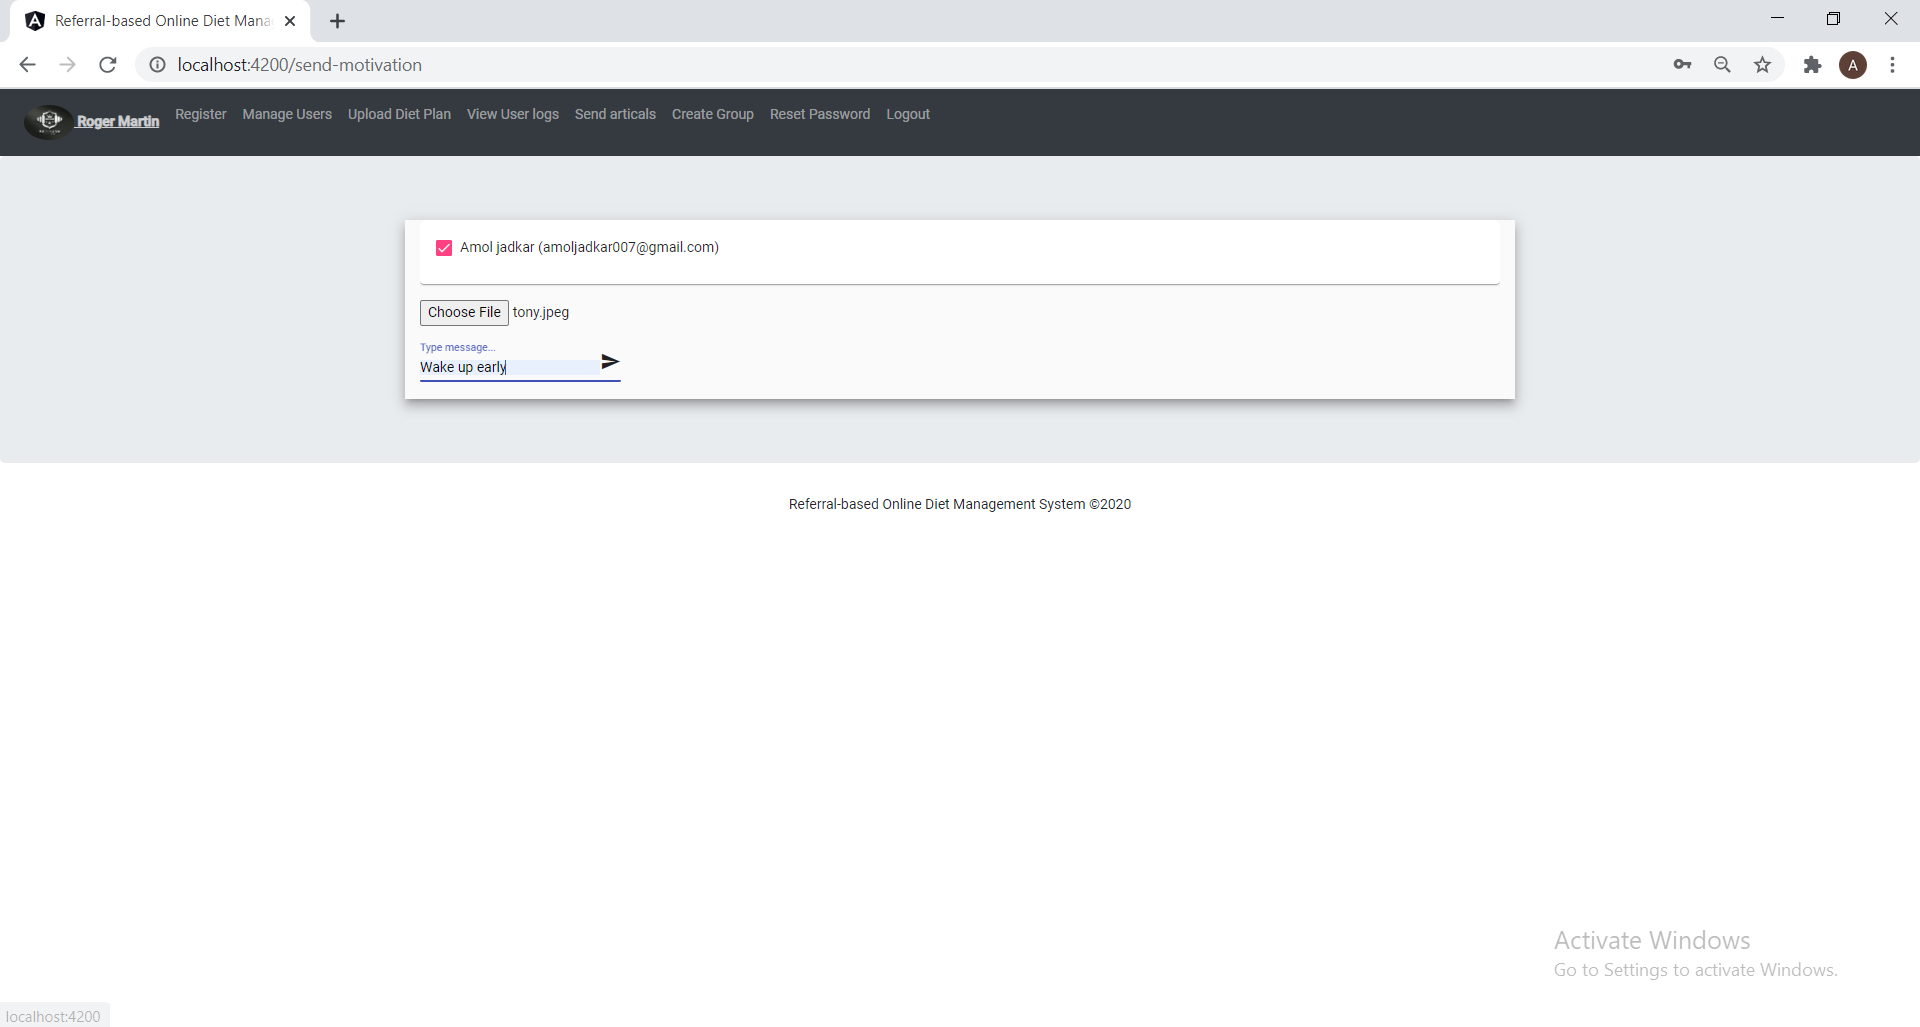 Referral-based Online Diet Mana
localhost:4200/send-motivation
A
Roger Martin Register Manage Users Upload Diet Plan View User logs Send articals Create Group Reset Password Logout
Amol jadkar (amoljadkar007@gmail.com)
Choose File tony.jpeg
Type message...
Wake up early
Referral-based Online Diet Management System ©2020
Activate Windows
Go to Settings to activate Windows.
localhost:4200